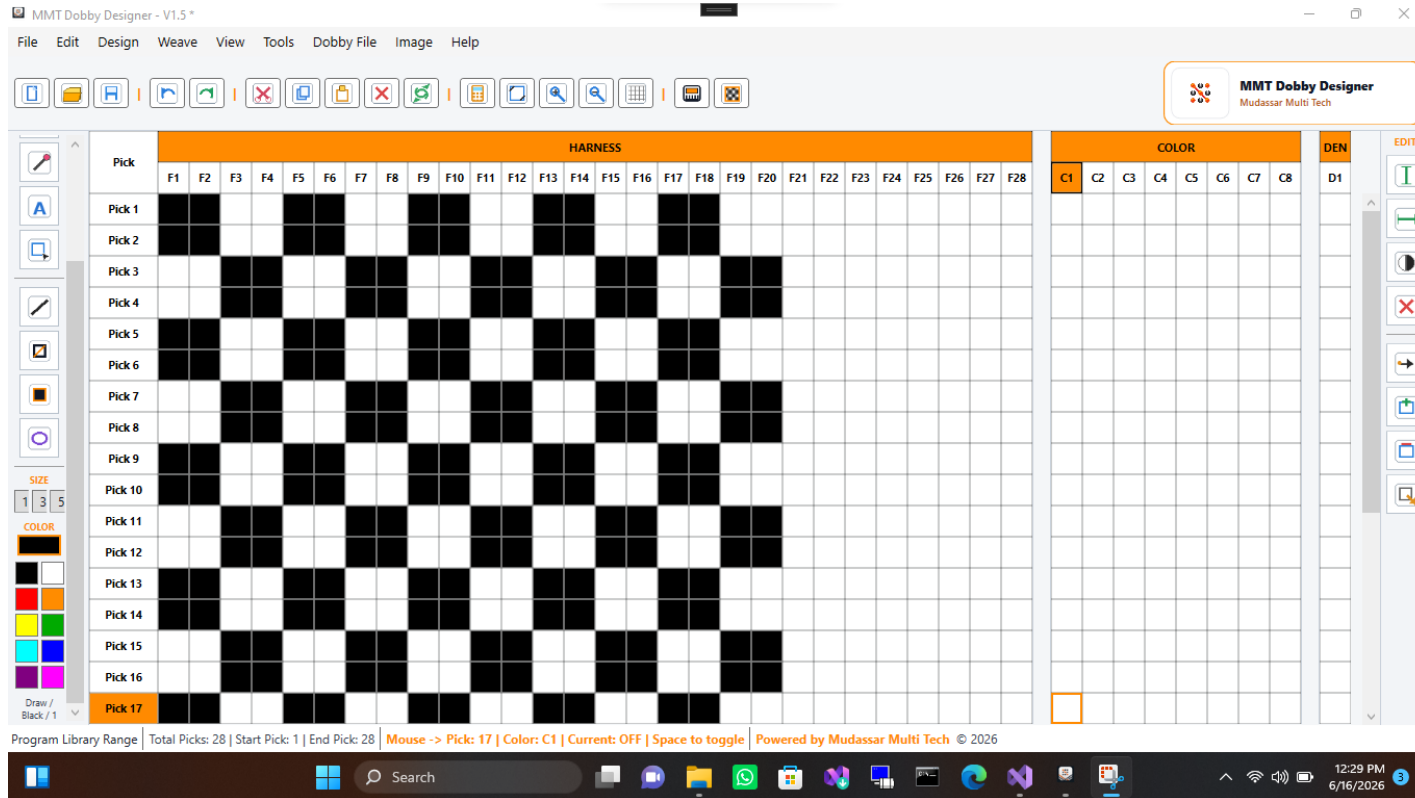 MMT Dobby Designer - V1.5 *
File Edit Design Weave View Tools Dobby File Image Help
MMT Dobby Designer
Mudassar Multi Tech
Pick
HARNESS
COLOR
DEN
EDIT
F1 F2 F3 F4 F5 F6 F7 F8 F9 F10 F11 F12 F13 F14 F15 F16 F17 F18 F19 F20 F21 F22 F23 F24 F25 F26 F27 F28
C1 C2 C3 C4 C5 C6 C7 C8
D1
A
Pick 1
Pick 2
Pick 3
Pick 4
Pick 5
Pick 6
Pick 7
Pick 8
Pick 9
Pick 10
Pick 11
Pick 12
Pick 13
Pick 14
Pick 15
Pick 16
Pick 17
SIZE
1 3 5
COLOR
Draw /
Black / 1
Program Library Range Total Picks: 28 | Start Pick: 1 | End Pick: 28 Mouse -> Pick: 17 | Color: C1 | Current: OFF | Space to toggle Powered by Mudassar Multi Tech © 2026
Search
12:29 PM
6/16/2026
3